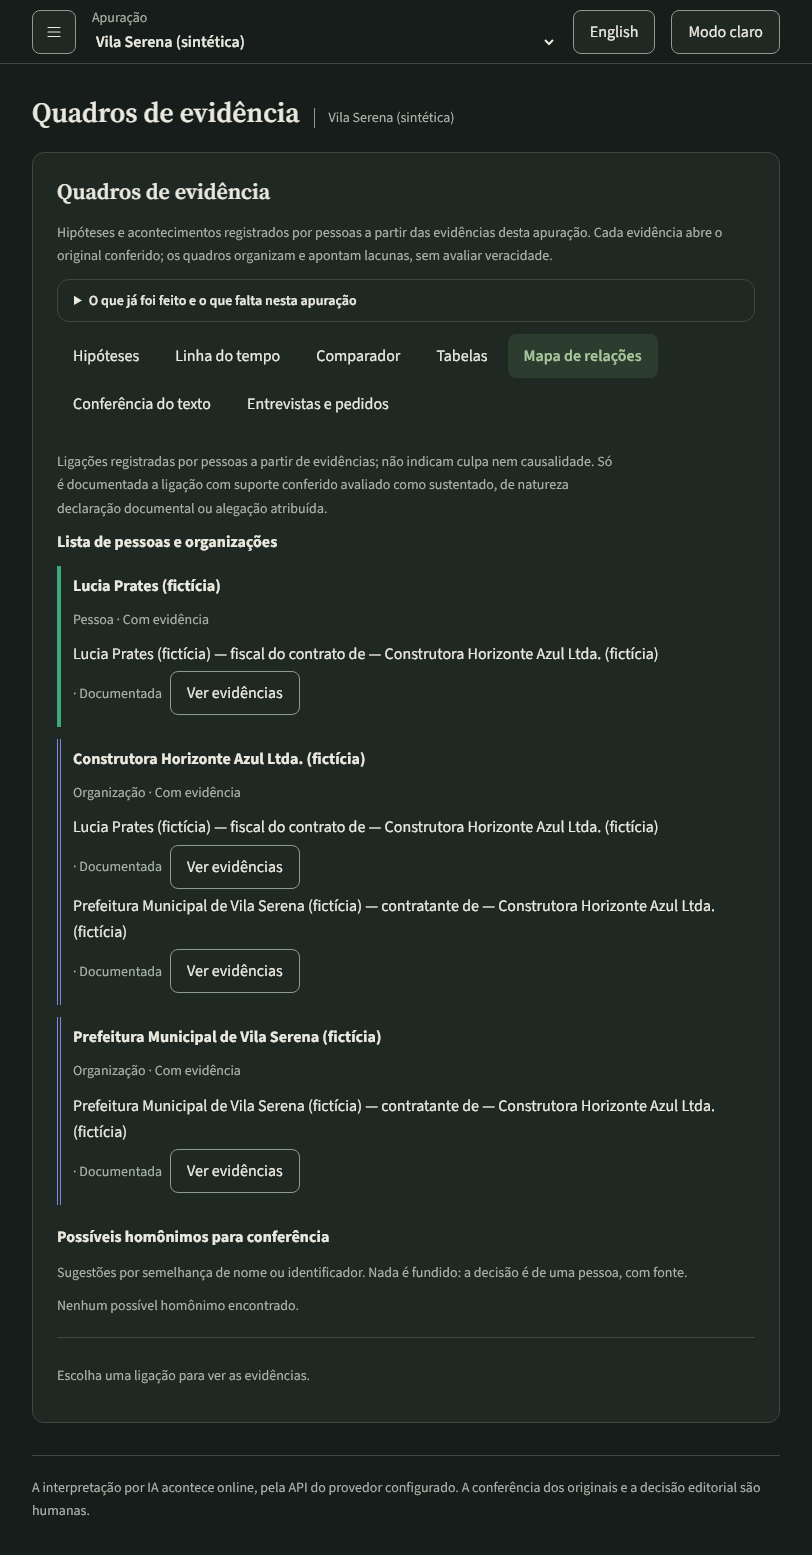 Apuração
Vila Serena (sintética)
English
Modo claro
Quadros de evidência
Vila Serena (sintética)
Quadros de evidência
Hipóteses e acontecimentos registrados por pessoas a partir das evidências desta apuração. Cada evidência abre o
original conferido; os quadros organizam e apontam lacunas, sem avaliar veracidade.
O que já foi feito e o que falta nesta apuração
Hipóteses
Linha do tempo
Comparador
Tabelas
Mapa de relações
Conferência do texto
Entrevistas e pedidos
Ligações registradas por pessoas a partir de evidências; não indicam culpa nem causalidade. Só
é documentada a ligação com suporte conferido avaliado como sustentado, de natureza
declaração documental ou alegação atribuída.
Lista de pessoas e organizações
Lucia Prates (fictícia)
Pessoa · Com evidência
Lucia Prates (fictícia) — fiscal do contrato de — Construtora Horizonte Azul Ltda. (fictícia)
· Documentada
Ver evidências
Construtora Horizonte Azul Ltda. (fictícia)
Organização · Com evidência
Lucia Prates (fictícia) — fiscal do contrato de — Construtora Horizonte Azul Ltda. (fictícia)
· Documentada
Ver evidências
Prefeitura Municipal de Vila Serena (fictícia) — contratante de — Construtora Horizonte Azul Ltda.
(fictícia)
· Documentada
Ver evidências
Prefeitura Municipal de Vila Serena (fictícia)
Organização · Com evidência
Prefeitura Municipal de Vila Serena (fictícia) — contratante de — Construtora Horizonte Azul Ltda.
(fictícia)
· Documentada
Ver evidências
Possíveis homônimos para conferência
Sugestões por semelhança de nome ou identificador. Nada é fundido: a decisão é de uma pessoa, com fonte.
Nenhum possível homônimo encontrado.
Escolha uma ligação para ver as evidências.
A interpretação por IA acontece online, pela API do provedor configurado. A conferência dos originais e a decisão editorial são
humanas.